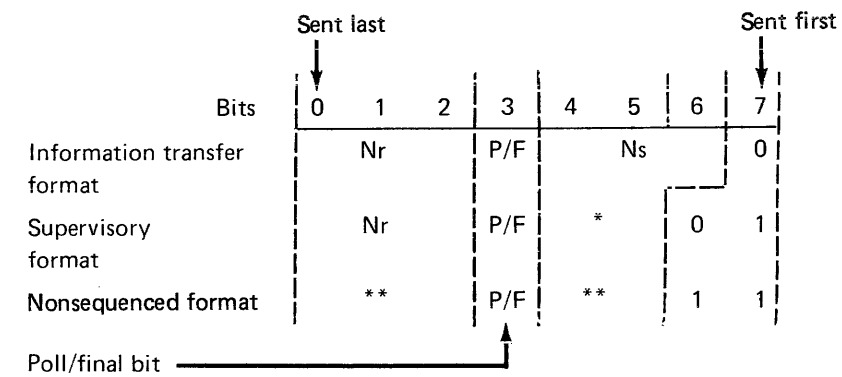 Sent last Sent first
Bits 0 1 2 3 4 5 6 7
Information transfer Nr P/F Ns 0
format
Supervisory Nr P/F * 0 1
format
Nonsequenced format ** P/F ** 1 1
Poll/final bit